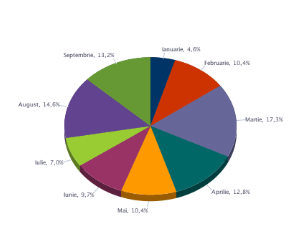 Ianuarie, 4,6%
Februarie, 10,4%
Martie, 17,3%
Aprilie, 12,8%
Mai, 10,4%
Iunie, 9,7%
Iulie, 7,0%
August, 14,6%
Septembrie, 13,2%